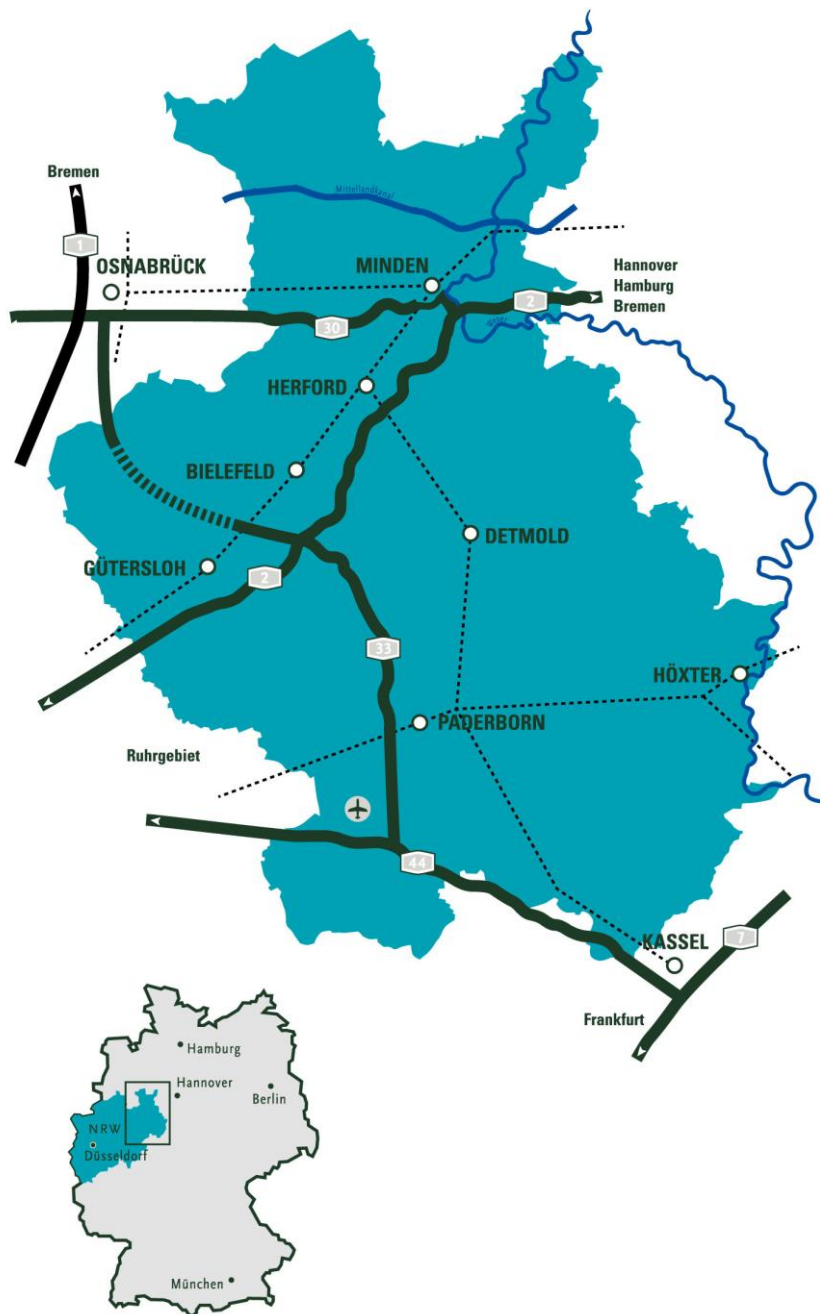 Bremen
1
OSNABRÜCK
Mittellandkanal
MINDEN
Hannover
Hamburg
Bremen
2
30
Weser
HERFORD
BIELEFELD
DETMOLD
GÜTERSLOH
2
33
HÖXTER
PADERBORN
Ruhrgebiet
44
KASSEL
7
Frankfurt
Hamburg
Hannover
Berlin
NRW
Düsseldorf
München